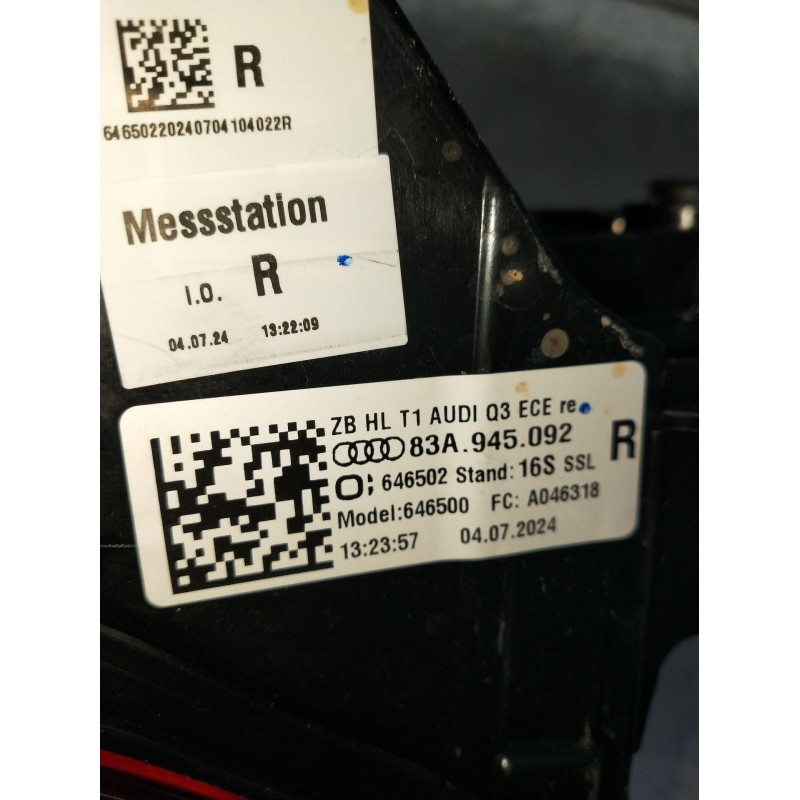 R
64650220240704104022R
Messstation
I.O. R
04.07.24 13:22:09
ZB HL T1 AUDI Q3 ECE re
83A.945.092 R
646502 Stand: 16S SSL
Model:646500 FC: A046318
13:23:57 04.07.2024